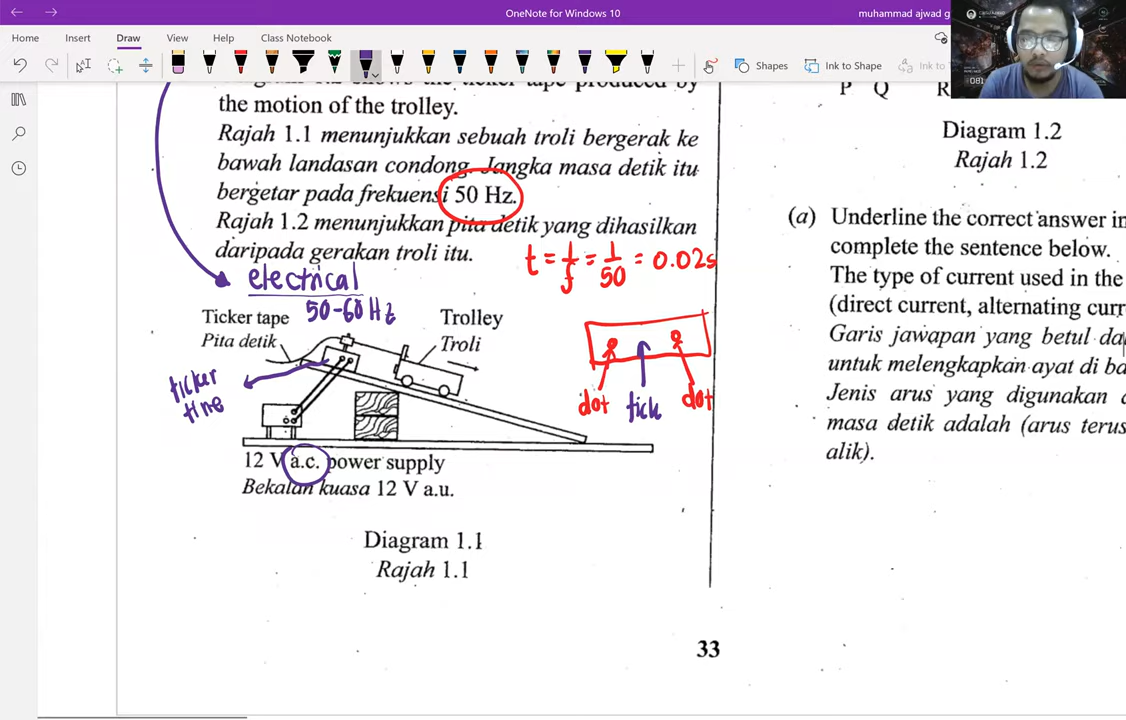 OneNote for Windows 10
muhammad ajwad g
Home Insert Draw View Help Class Notebook
Shapes Ink to Shape Ink to
the motion of the trolley.
Rajah 1.1 menunjukkan sebuah troli bergerak ke
bawah landasan condong. Jangka masa detik itu
bergetar pada frekuensi 50 Hz.
Rajah 1.2 menunjukkan pita detik yang dihasilkan
daripada gerakan troli itu.
t = 1/f = 1/50 = 0.02s
electrical
50-60 Hz
Ticker tape
Pita detik
Trolley
Troli
ticker
dot tick dot
12 V a.c. power supply
Bekalan kuasa 12 V a.u.
Diagram 1.1
Rajah 1.1
33
P Q R
Diagram 1.2
Rajah 1.2
(a) Underline the correct answer in
complete the sentence below.
The type of current used in the
(direct current, alternating curr
Garis jawapan yang betul da
untuk melengkapkan ayat di ba
Jenis arus yang digunakan
masa detik adalah (arus terus
alik).